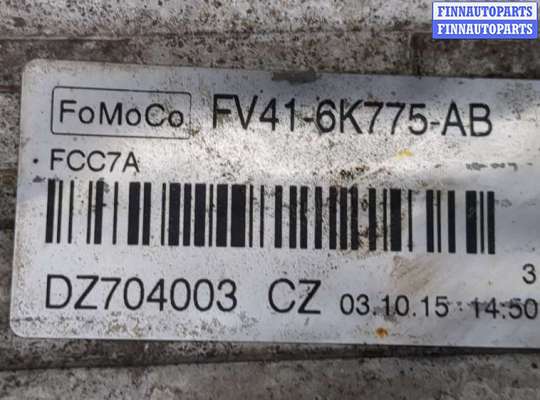 FINNAUTOPARTS
FINNAUTOPARTS
FoMoCo FV41-6K775-AB
FCC7A
3
DZ704003 CZ 03.10.15 14:50